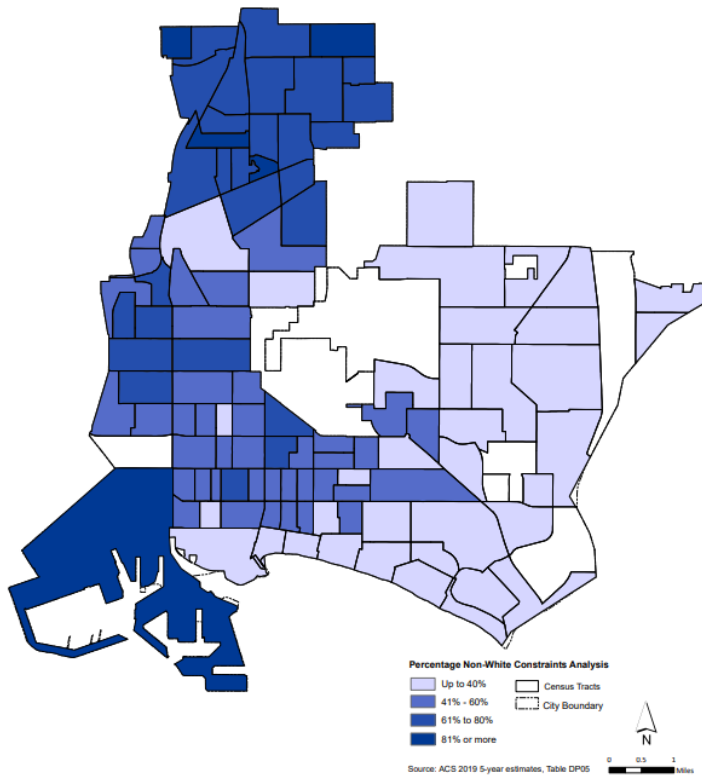 Percentage Non-White Constraints Analysis
Up to 40%
41% - 60%
61% to 80%
81% or more
Census Tracts
City Boundary
N
0 0.5 1
Miles
Source: ACS 2019 5-year estimates, Table DP05